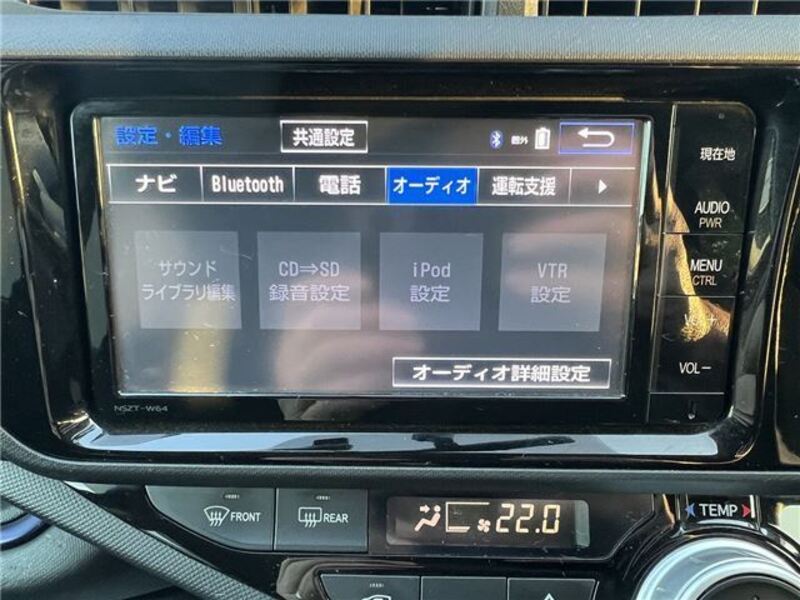 設定・編集
共通設定
圏外
ナビ Bluetooth 電話 オーディオ 運転支援
サウンド
ライブラリ編集
CD⇒SD
録音設定
iPod
設定
VTR
設定
オーディオ詳細設定
NSZT-W64
現在地
AUDIO
PWR
MENU
CTRL
VOL－
FRONT
REAR
22.0
TEMP